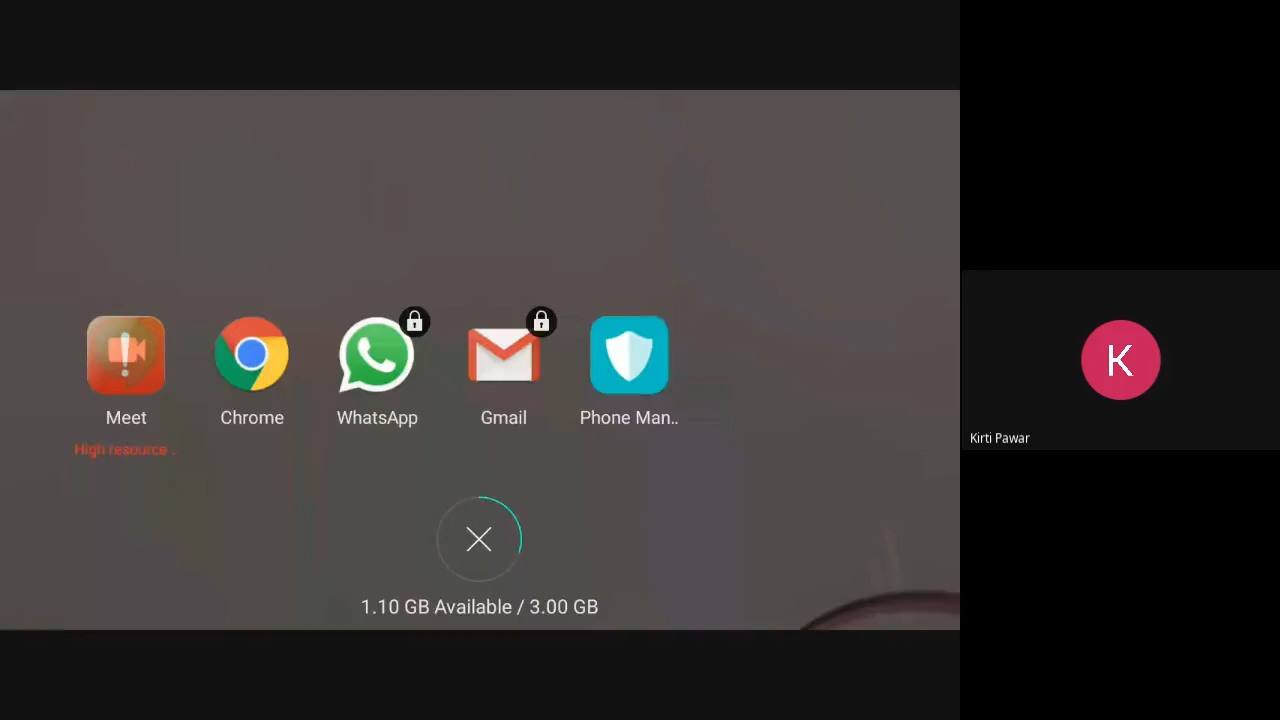 Meet
Chrome
WhatsApp
Gmail
Phone Man..
High resource ..
1.10 GB Available / 3.00 GB
K
Kirti Pawar